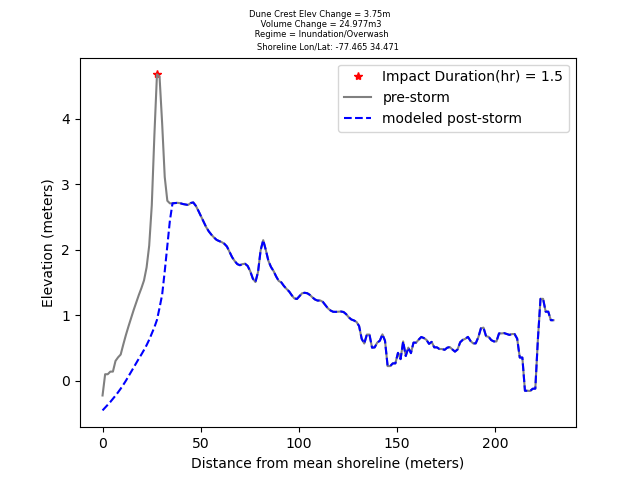 Dune Crest Elev Change = 3.75m
Volume Change = 24.977m3
Regime = Inundation/Overwash
Shoreline Lon/Lat: -77.465 34.471
Impact Duration(hr) = 1.5
pre-storm
modeled post-storm
4
3
2
1
0
Elevation (meters)
0 50 100 150 200
Distance from mean shoreline (meters)